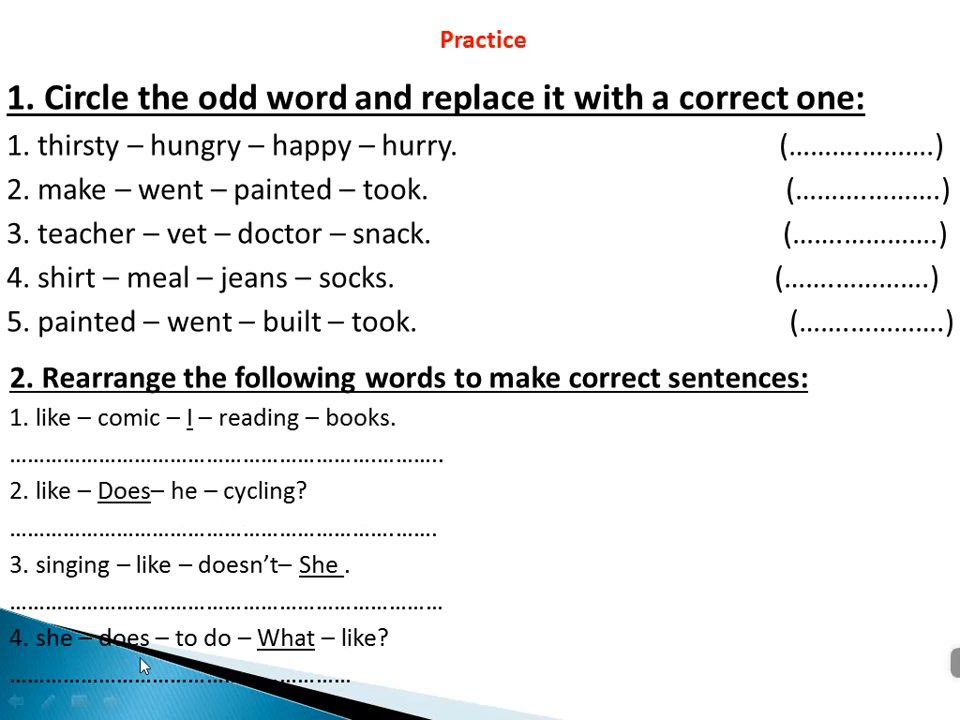 Practice
1. Circle the odd word and replace it with a correct one:
1. thirsty – hungry – happy – hurry. (………..……….)
2. make – went – painted – took. (………..……….)
3. teacher – vet – doctor – snack. (…….………….)
4. shirt – meal – jeans – socks. (…….………….)
5. painted – went – built – took. (…….………….)
2. Rearrange the following words to make correct sentences:
1. like – comic – I – reading – books.
…………………………………………………….………..
2. like – Does– he – cycling?
……………………………………………………….…….
3. singing – like – doesn’t– She .
………………………………………………………………
4. she – does – to do – What – like?
…………………………………………………